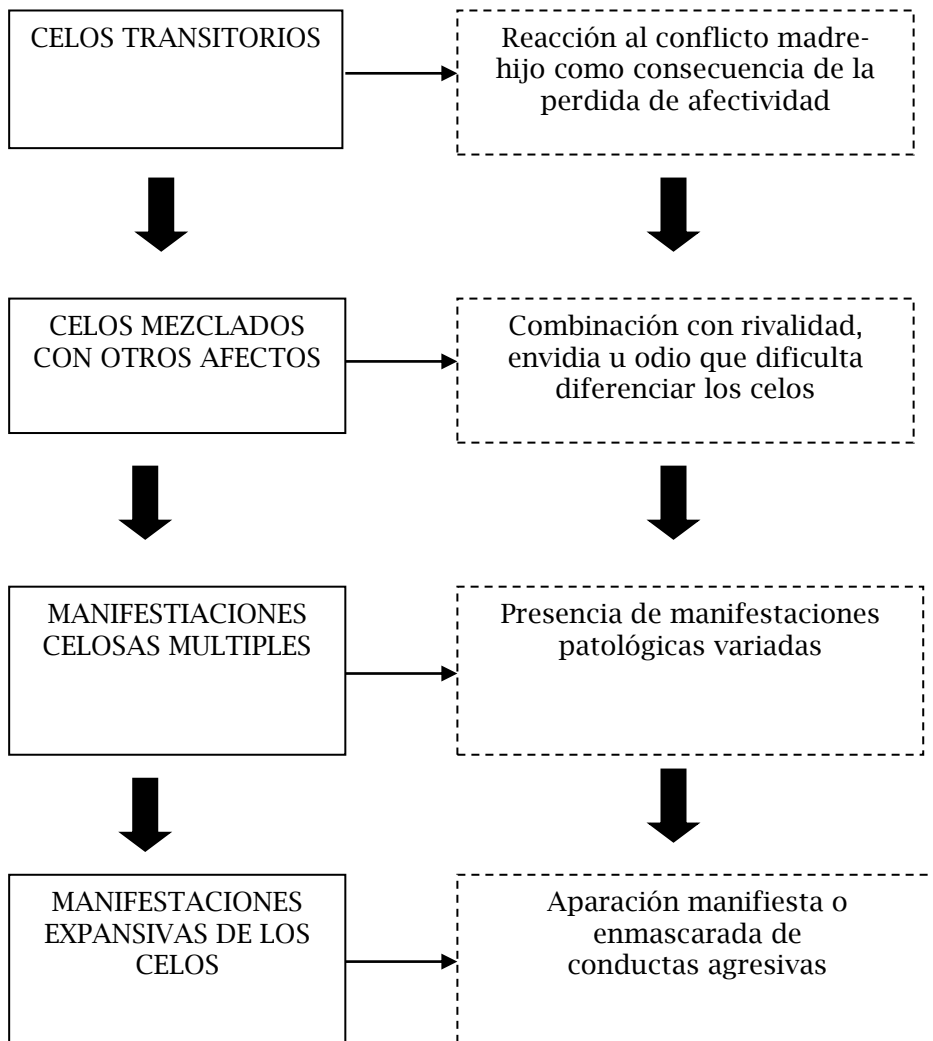 CELOS TRANSITORIOS
Reacción al conflicto madre-
hijo como consecuencia de la
perdida de afectividad
CELOS MEZCLADOS
CON OTROS AFECTOS
Combinación con rivalidad,
envidia u odio que dificulta
diferenciar los celos
MANIFESTIACIONES
CELOSAS MULTIPLES
Presencia de manifestaciones
patológicas variadas
MANIFESTACIONES
EXPANSIVAS DE LOS
CELOS
Aparación manifiesta o
enmascarada de
conductas agresivas